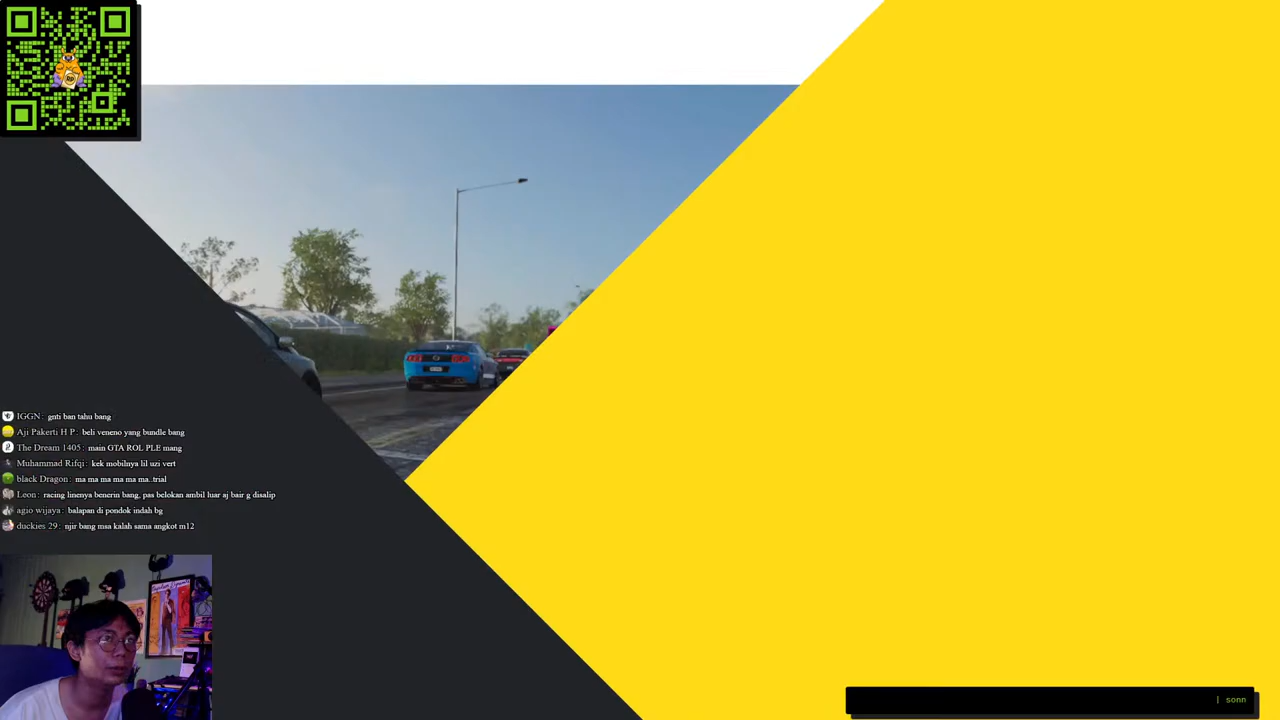 IGGN: gnti ban tahu bang
Aji Pakerti H P: beli veneno yang bundle bang
The Dream 1405: main GTA ROL PLE mang
Muhammad Rifqi: kek mobilnya lil uzi vert
black Dragon: ma ma ma ma ma ma..trial
Loon: racing linenya benerin bang, pas belokan ambil luar aj bair g disalip
agio wijaya: balapan di pondok indah bg
duckies 29: njir bang msa kalah sama angkot m12
| sonn